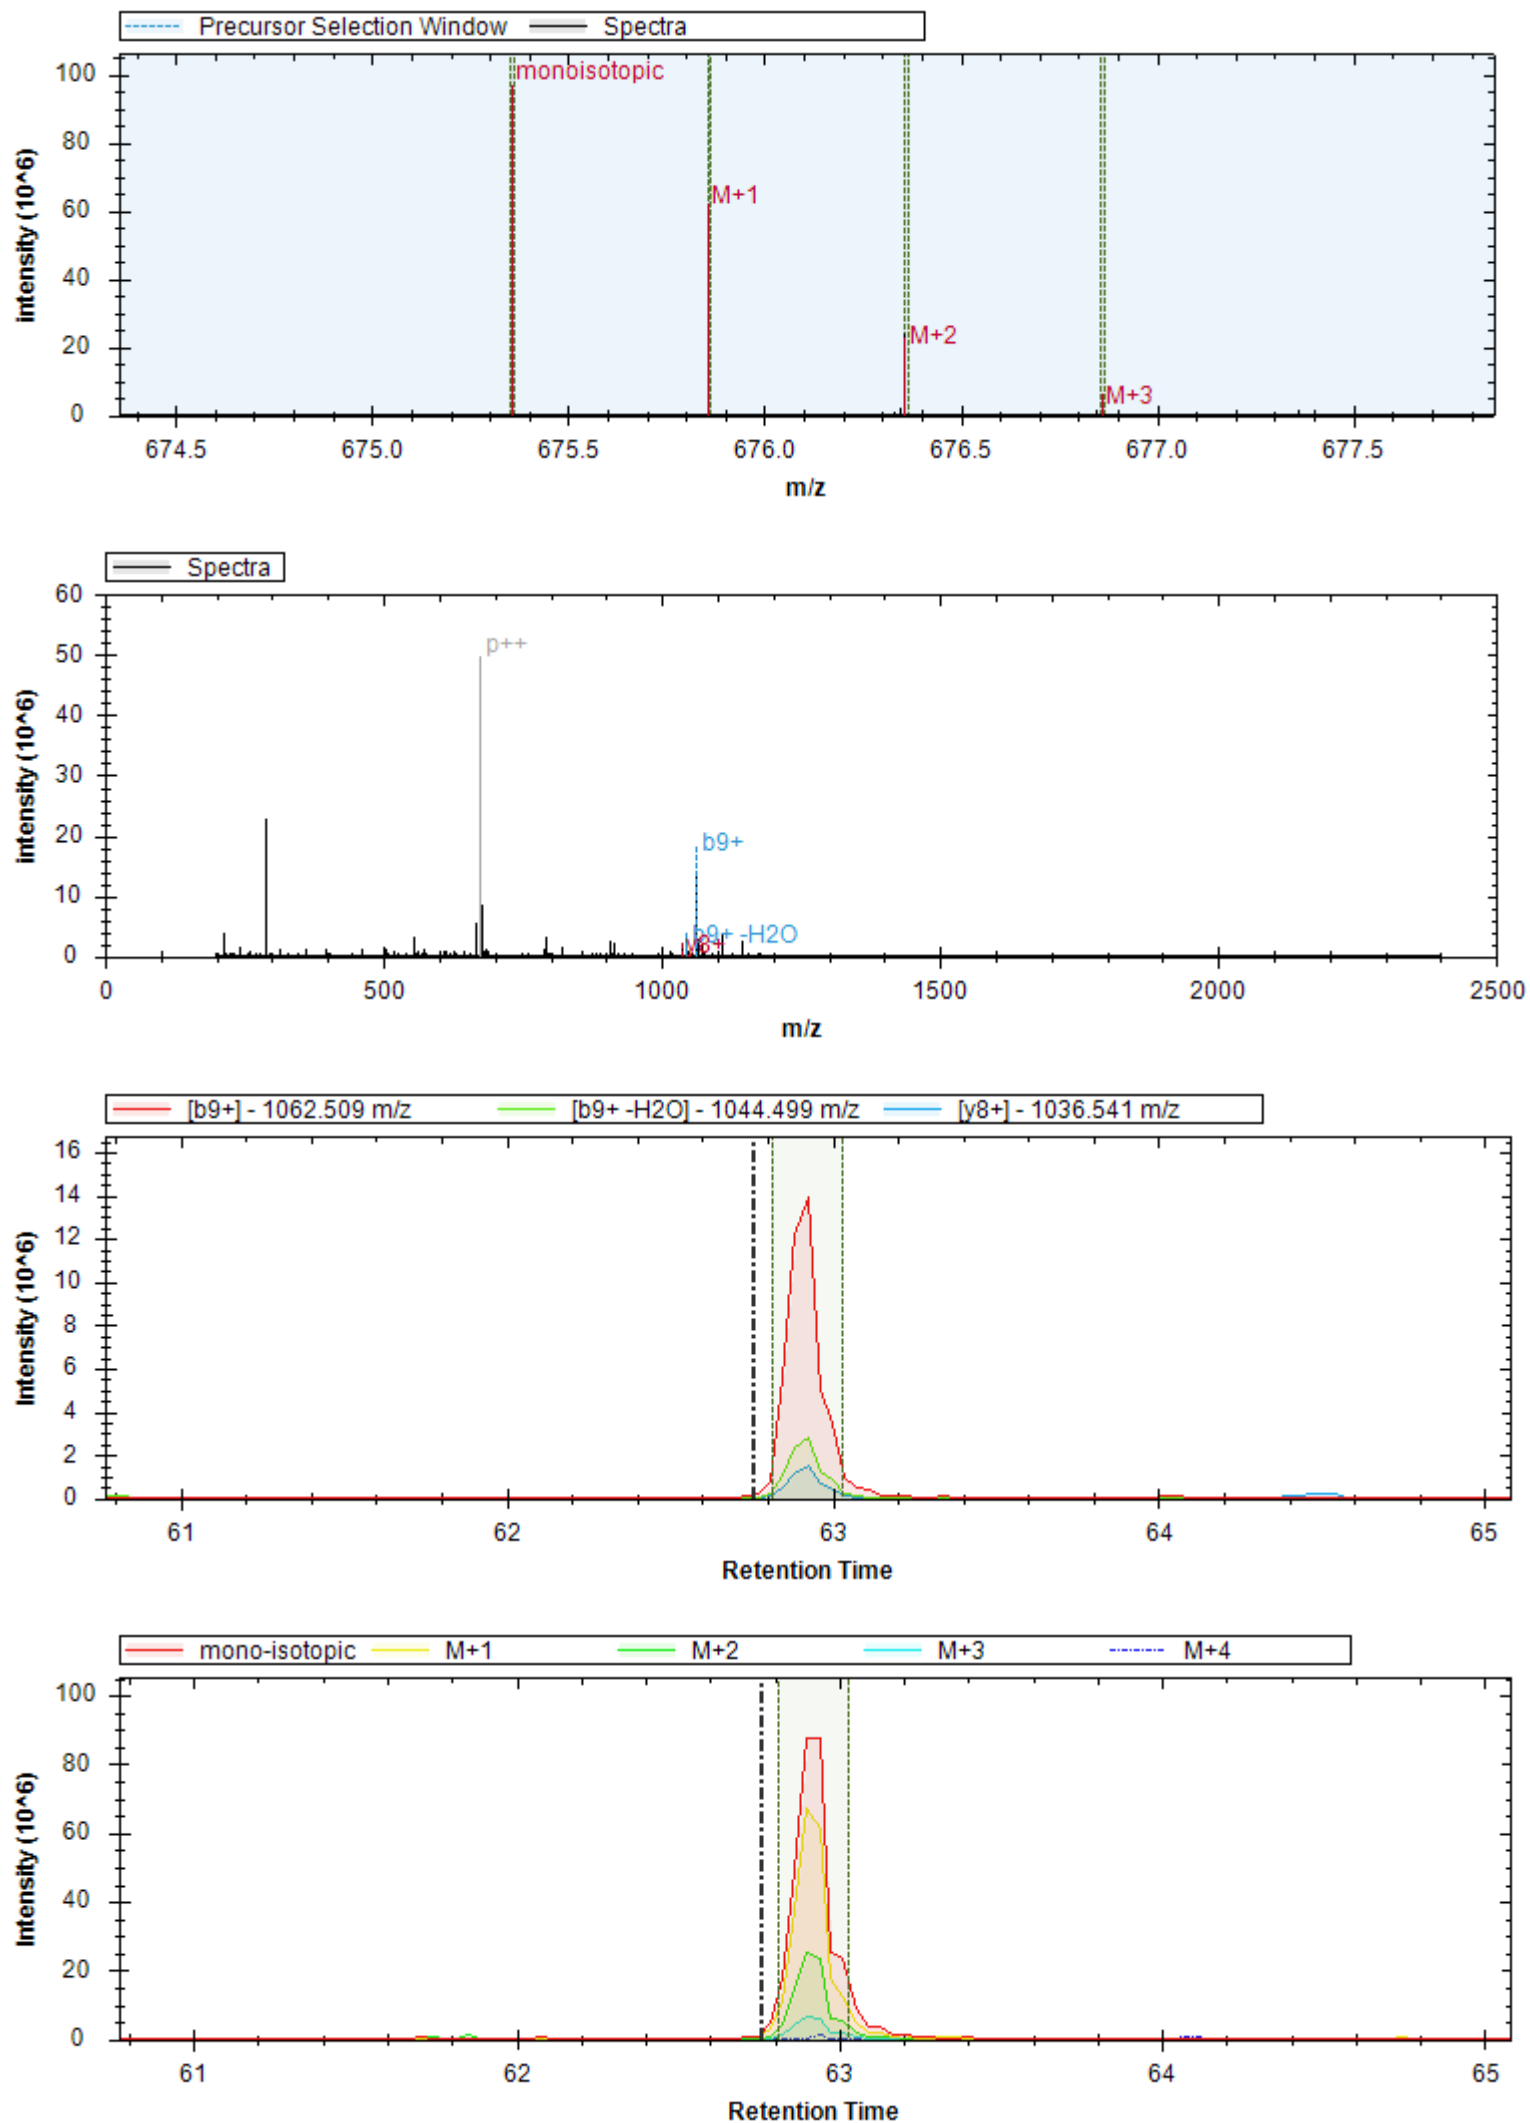 Precursor Selection Window Spectra
100
80
60
40
20
0
monoisotopic
M+1
M+2
M+3
674.5 675.0 675.5 676.0 676.5 677.0 677.5
m/z
intensity (10^6)
Spectra
60
50
40
30
20
10
0
p++
b9+
b9+ -H2O
y8+
0 500 1000 1500 2000 2500
m/z
intensity (10^6)
[b9+] - 1062.509 m/z [b9+ -H2O] - 1044.499 m/z [y8+] - 1036.541 m/z
16
14
12
10
8
6
4
2
0
61 62 63 64 65
Retention Time
Intensity (10^6)
mono-isotopic M+1 M+2 M+3 M+4
100
80
60
40
20
0
61 62 63 64 65
Retention Time
Intensity (10^6)